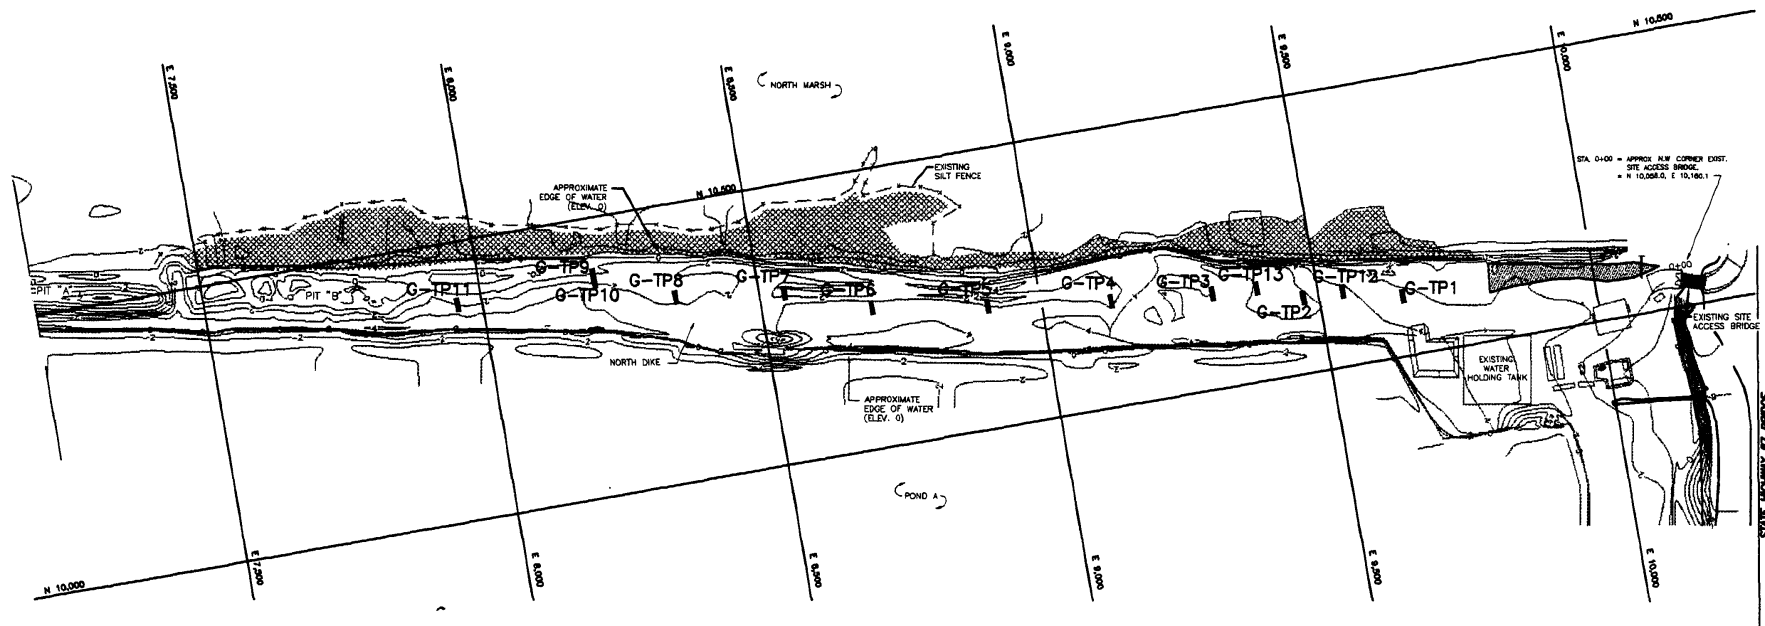 N 10,500
E 7,500
E 8,000
E 8,500
E 9,000
E 9,500
E 10,000
NORTH MARSH
STA. 0+00 = APPROX N.W CORNER EXIST.
SITE ACCESS BRIDGE.
EXISTING
SILT FENCE
APPROXIMATE
EDGE OF WATER
(ELEV. 0)
N 10,500
0+00
PIT "A"
PIT "B"
G-TP11
G-TP9
G-TP10
G-TP8
G-TP7
G-TP6
G-TP5
G-TP4
G-TP3
G-TP13
G-TP2
G-TP12
G-TP1
EXISTING SITE
ACCESS BRIDGE
NORTH DIKE
EXISTING
WATER
HOLDING TANK
APPROXIMATE
EDGE OF WATER
(ELEV. 0)
POND A
N 10,000
E 7,500
E 8,000
E 8,500
E 9,000
E 9,500
E 10,000